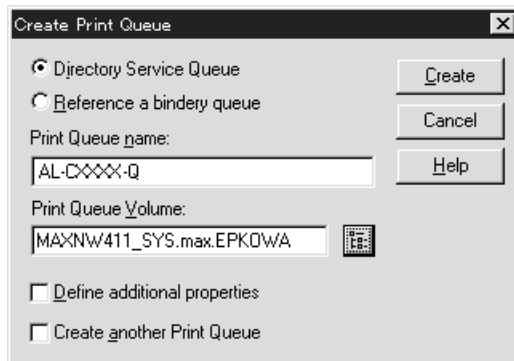 Create Print Queue
Directory Service Queue
Create
Reference a bindery queue
Cancel
Print Queue name:
Help
AL-CXXXX-Q
Print Queue Volume:
MAXNW411_SYS.max.EPKOWA
Define additional properties
Create another Print Queue